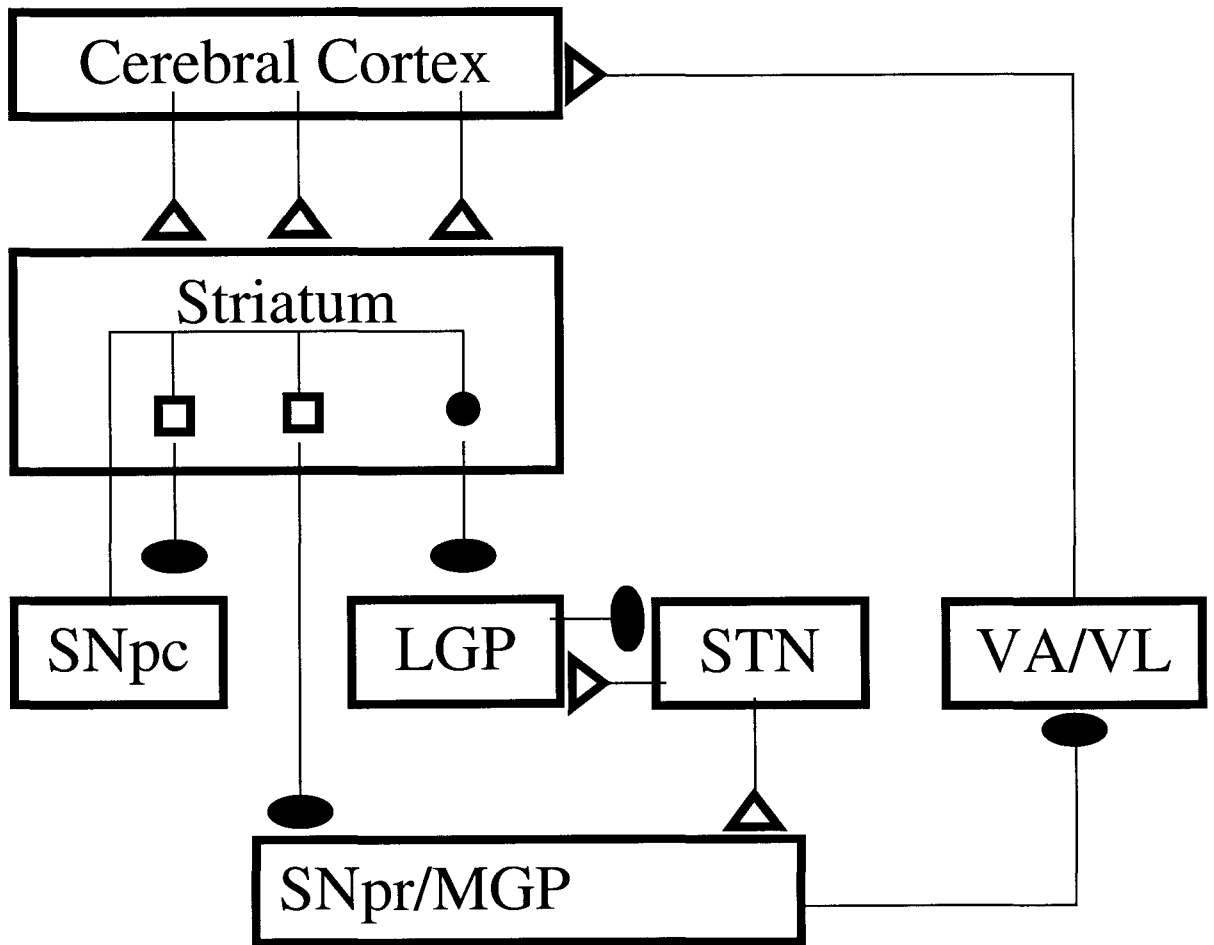 Cerebral Cortex
Striatum
SNpc
LGP
STN
VA/VL
SNpr/MGP